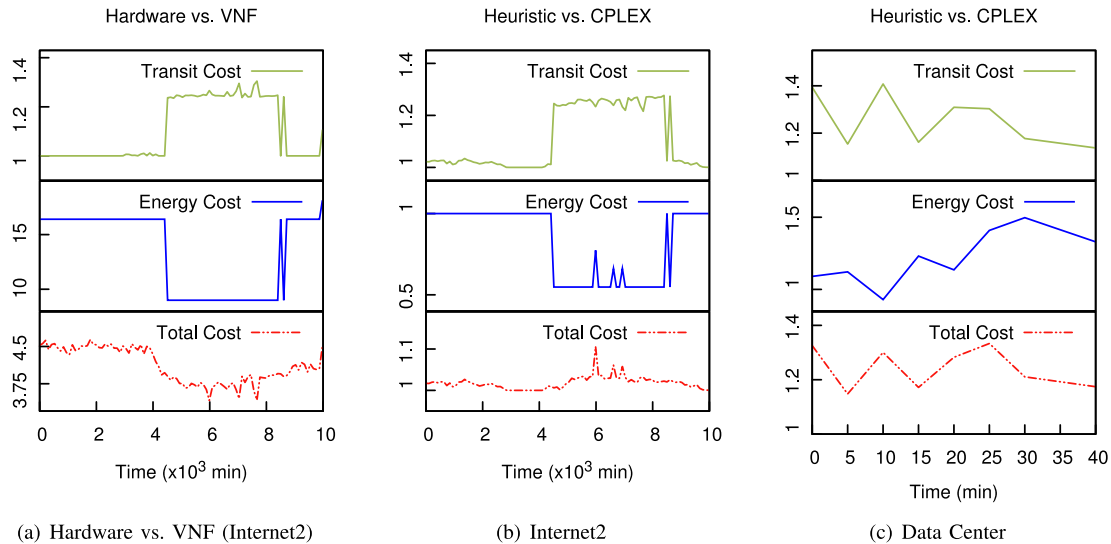 Hardware vs. VNF
1.4
1.2
1
Transit Cost
15
10
Energy Cost
4.5
3.75
Total Cost
0 2 4 6 8 10
Time (x10³ min)
(a) Hardware vs. VNF (Internet2)
Heuristic vs. CPLEX
1.4
1.2
1
Transit Cost
1
0.5
Energy Cost
1.1
1
Total Cost
0 2 4 6 8 10
Time (x10³ min)
(b) Internet2
Heuristic vs. CPLEX
1.4
1.2
1
Transit Cost
1.5
1
Energy Cost
1.4
1.2
1
Total Cost
0 5 10 15 20 25 30 35 40
Time (min)
(c) Data Center